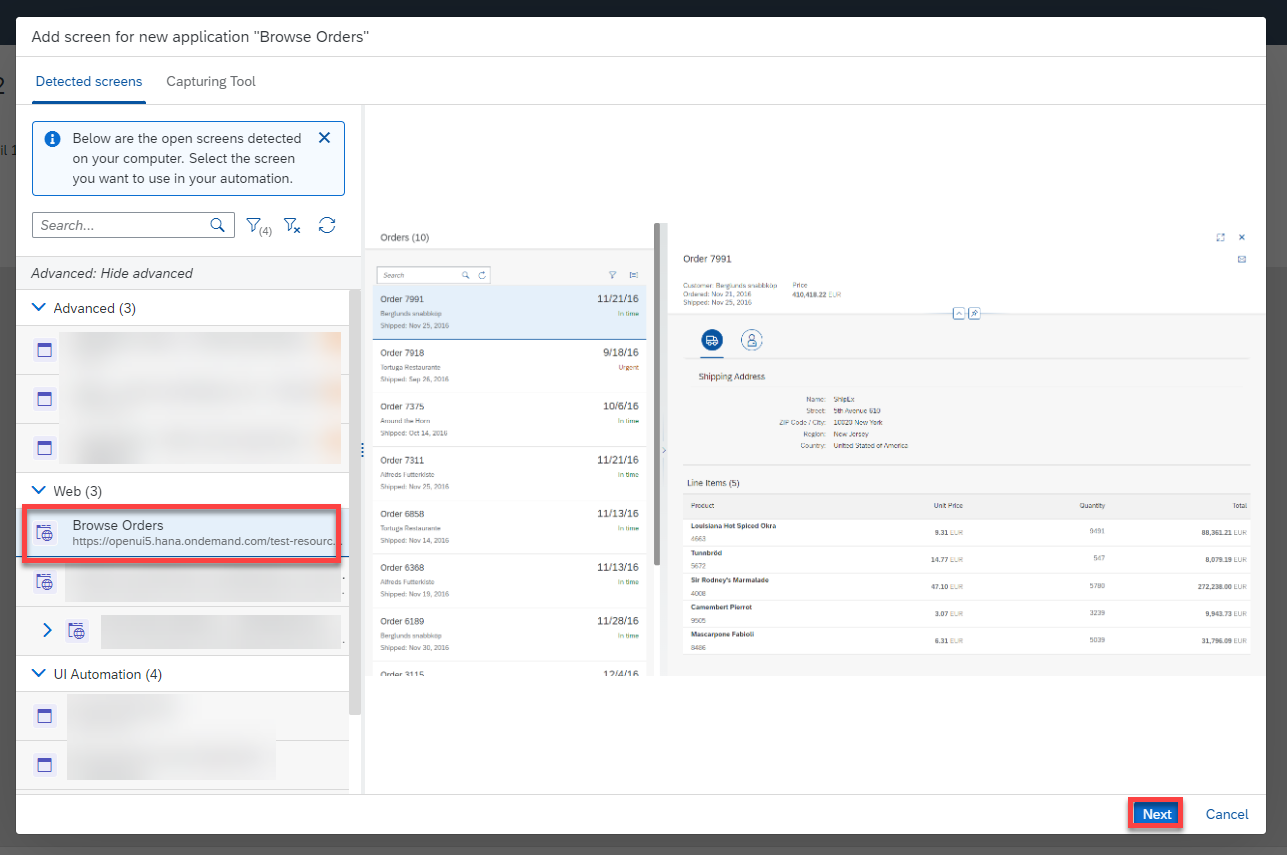 Add screen for new application "Browse Orders"
Detected screens
Capturing Tool
Below are the open screens detected
on your computer. Select the screen
you want to use in your automation.
Search...
(4)
Advanced: Hide advanced
Advanced (3)
Web (3)
Browse Orders
https://openui5.hana.ondemand.com/test-resourc...
UI Automation (4)
Orders (10)
Search
Order 7991 11/21/16
Berglunds snabbköp In time
Shipped: Nov 25, 2016
Order 7918 9/18/16
Tortuga Restaurante Urgent
Shipped: Sep 26, 2016
Order 7375 10/6/16
Around the Horn In time
Shipped: Oct 14, 2016
Order 7311 11/21/16
Alfreds Futterkiste In time
Shipped: Nov 25, 2016
Order 6858 11/13/16
Tortuga Restaurante In time
Shipped: Nov 14, 2016
Order 6368 11/13/16
Alfreds Futterkiste In time
Shipped: Nov 19, 2016
Order 6189 11/28/16
Berglunds snabbköp In time
Shipped: Nov 30, 2016
Order 3115 12/4/16
Order 7991
Customer: Berglunds snabbköp Price
Ordered: Nov 21, 2016 410,418.22 EUR
Shipped: Nov 25, 2016
Shipping Address
Name: ShipEx
Street: 5th Avenue 510
ZIP Code / City: 10020 New York
Region: New Jersey
Country: United Stated of America
Line Items (5)
Product Unit Price Quantity Total
Louisiana Hot Spiced Okra
4663 9.31 EUR 9491 88,361.21 EUR
Tunnbröd
5672 14.77 EUR 547 8,079.19 EUR
Sir Rodney's Marmalade
4008 47.10 EUR 5780 272,238.00 EUR
Camembert Pierrot
9505 3.07 EUR 3239 9,943.73 EUR
Mascarpone Fabioli
8486 6.31 EUR 5039 31,796.09 EUR
Next
Cancel